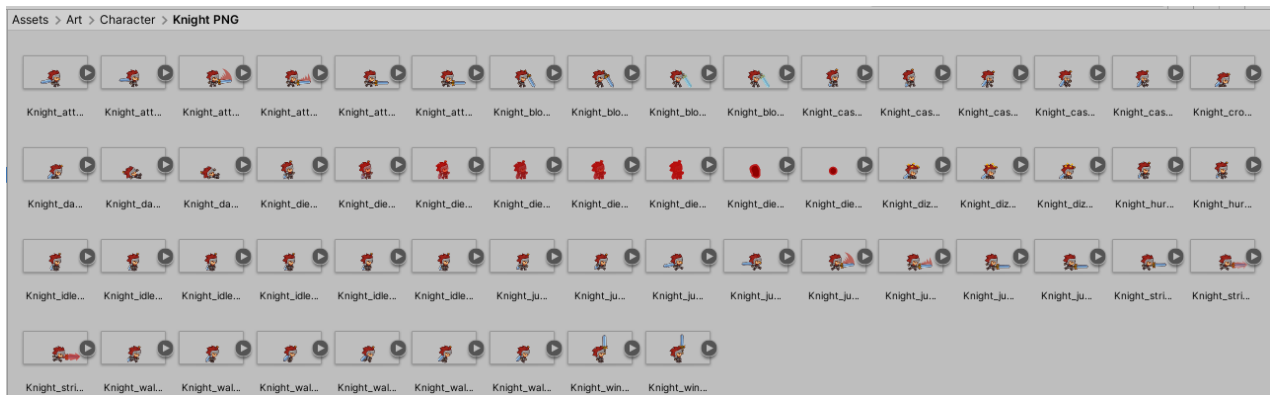 Assets > Art > Character > Knight PNG
Knight_att... Knight_att... Knight_att... Knight_att... Knight_att... Knight_att... Knight_blo... Knight_blo... Knight_blo... Knight_blo... Knight_cas... Knight_cas... Knight_cas... Knight_cas... Knight_cas... Knight_cro...
Knight_da... Knight_da... Knight_da... Knight_die... Knight_die... Knight_die... Knight_die... Knight_die... Knight_die... Knight_die... Knight_die... Knight_diz... Knight_diz... Knight_diz... Knight_hur... Knight_hur...
Knight_idle... Knight_idle... Knight_idle... Knight_idle... Knight_idle... Knight_idle... Knight_ju... Knight_ju... Knight_ju... Knight_ju... Knight_ju... Knight_ju... Knight_ju... Knight_ju... Knight_stri... Knight_stri...
Knight_stri... Knight_wal... Knight_wal... Knight_wal... Knight_wal... Knight_wal... Knight_wal... Knight_win... Knight_win...